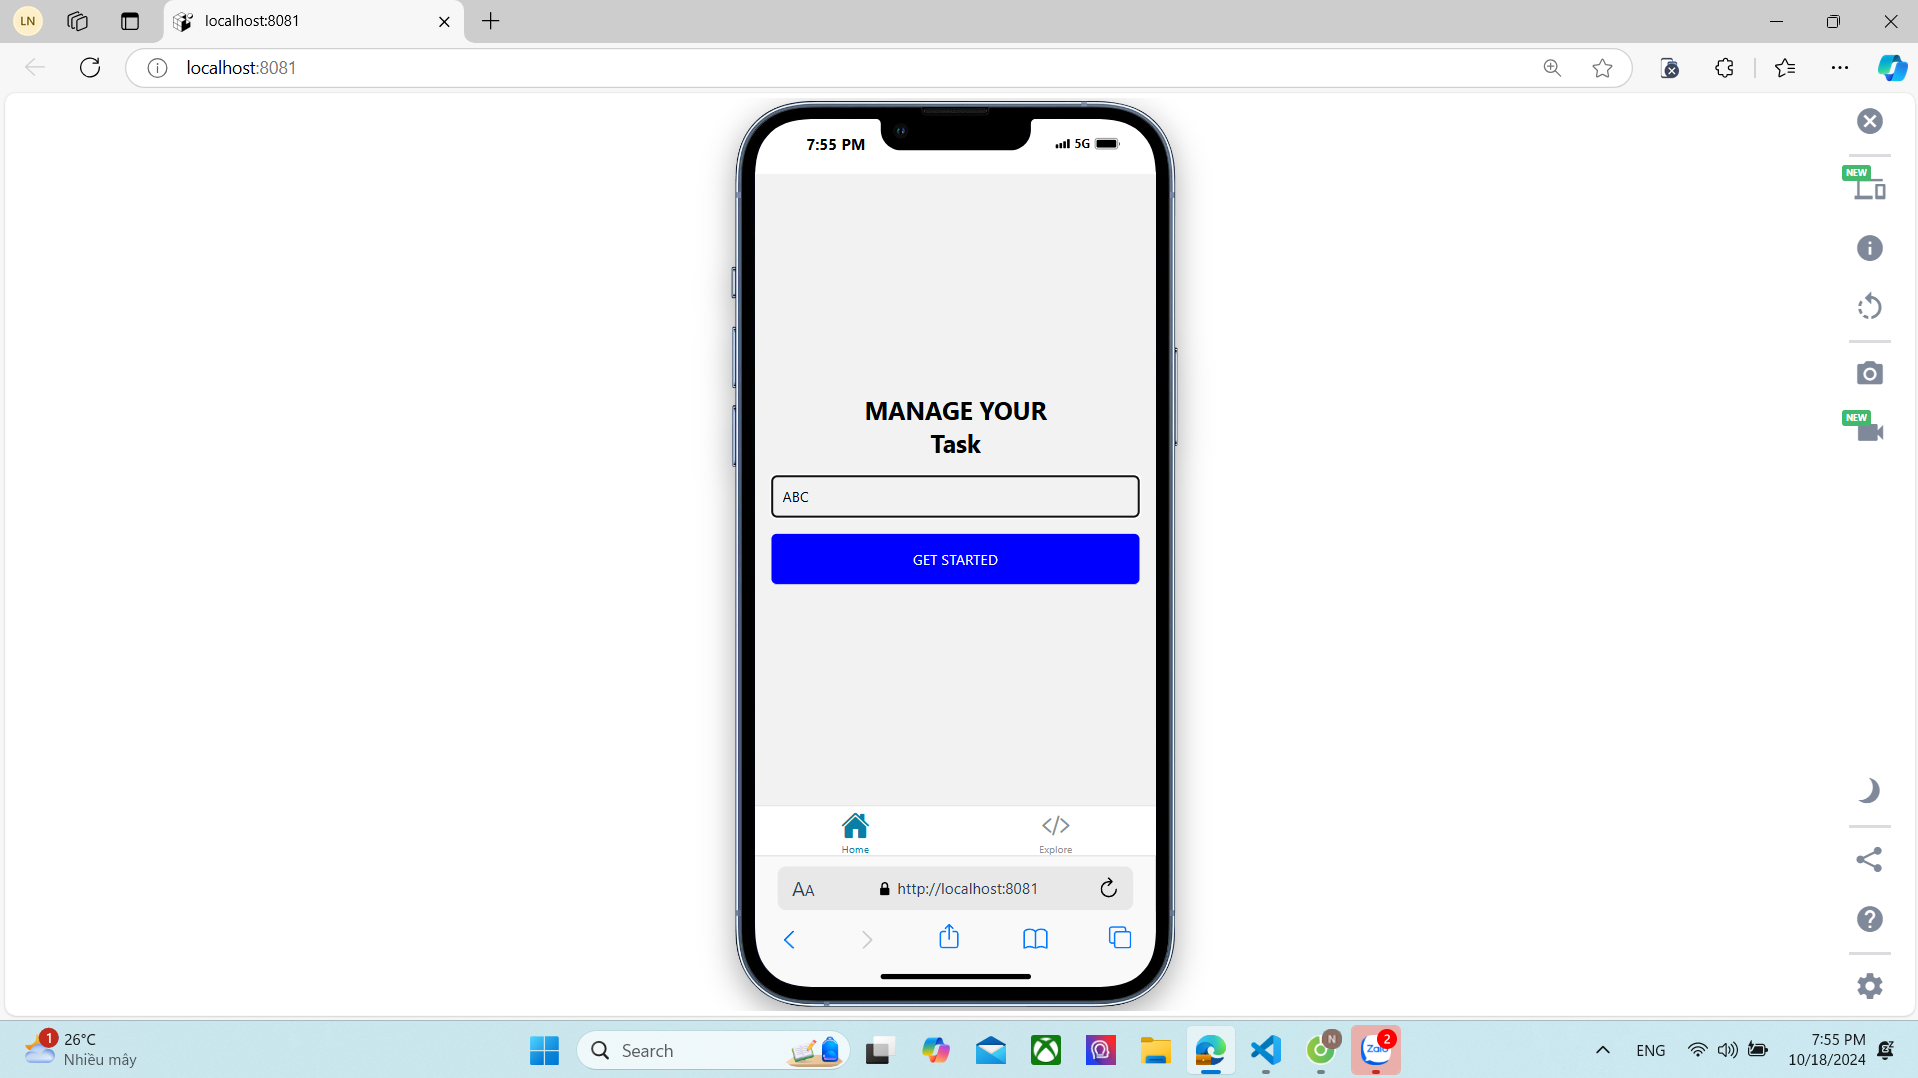 LN
localhost:8081
localhost:8081
7:55 PM
5G
NEW
MANAGE YOUR
Task
ABC
GET STARTED
NEW
Home
Explore
AA
http://localhost:8081
1
26°C
Nhiều mây
Search
N
Zalo
2
ENG
7:55 PM
10/18/2024